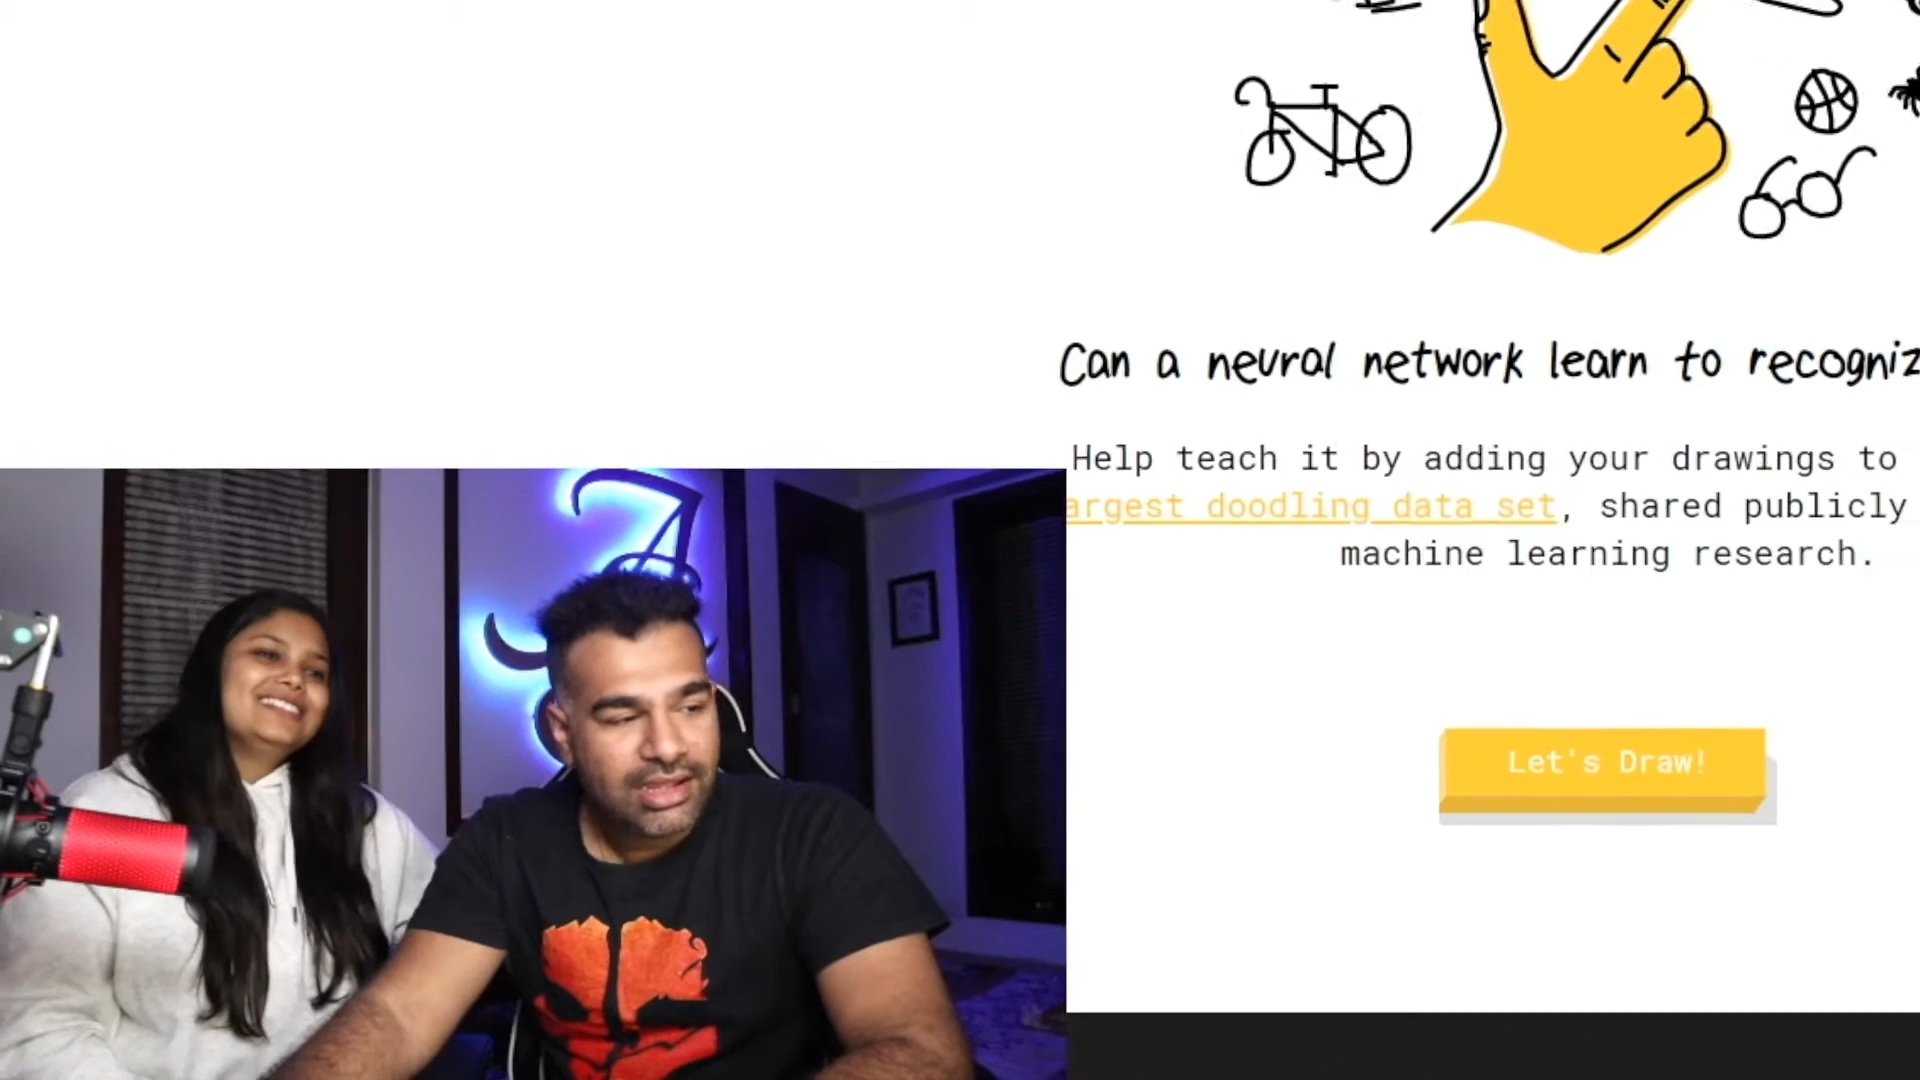 Can a neural network learn to recogniz
Help teach it by adding your drawings to
argest doodling data set, shared publicly
machine learning research.
Let's Draw!